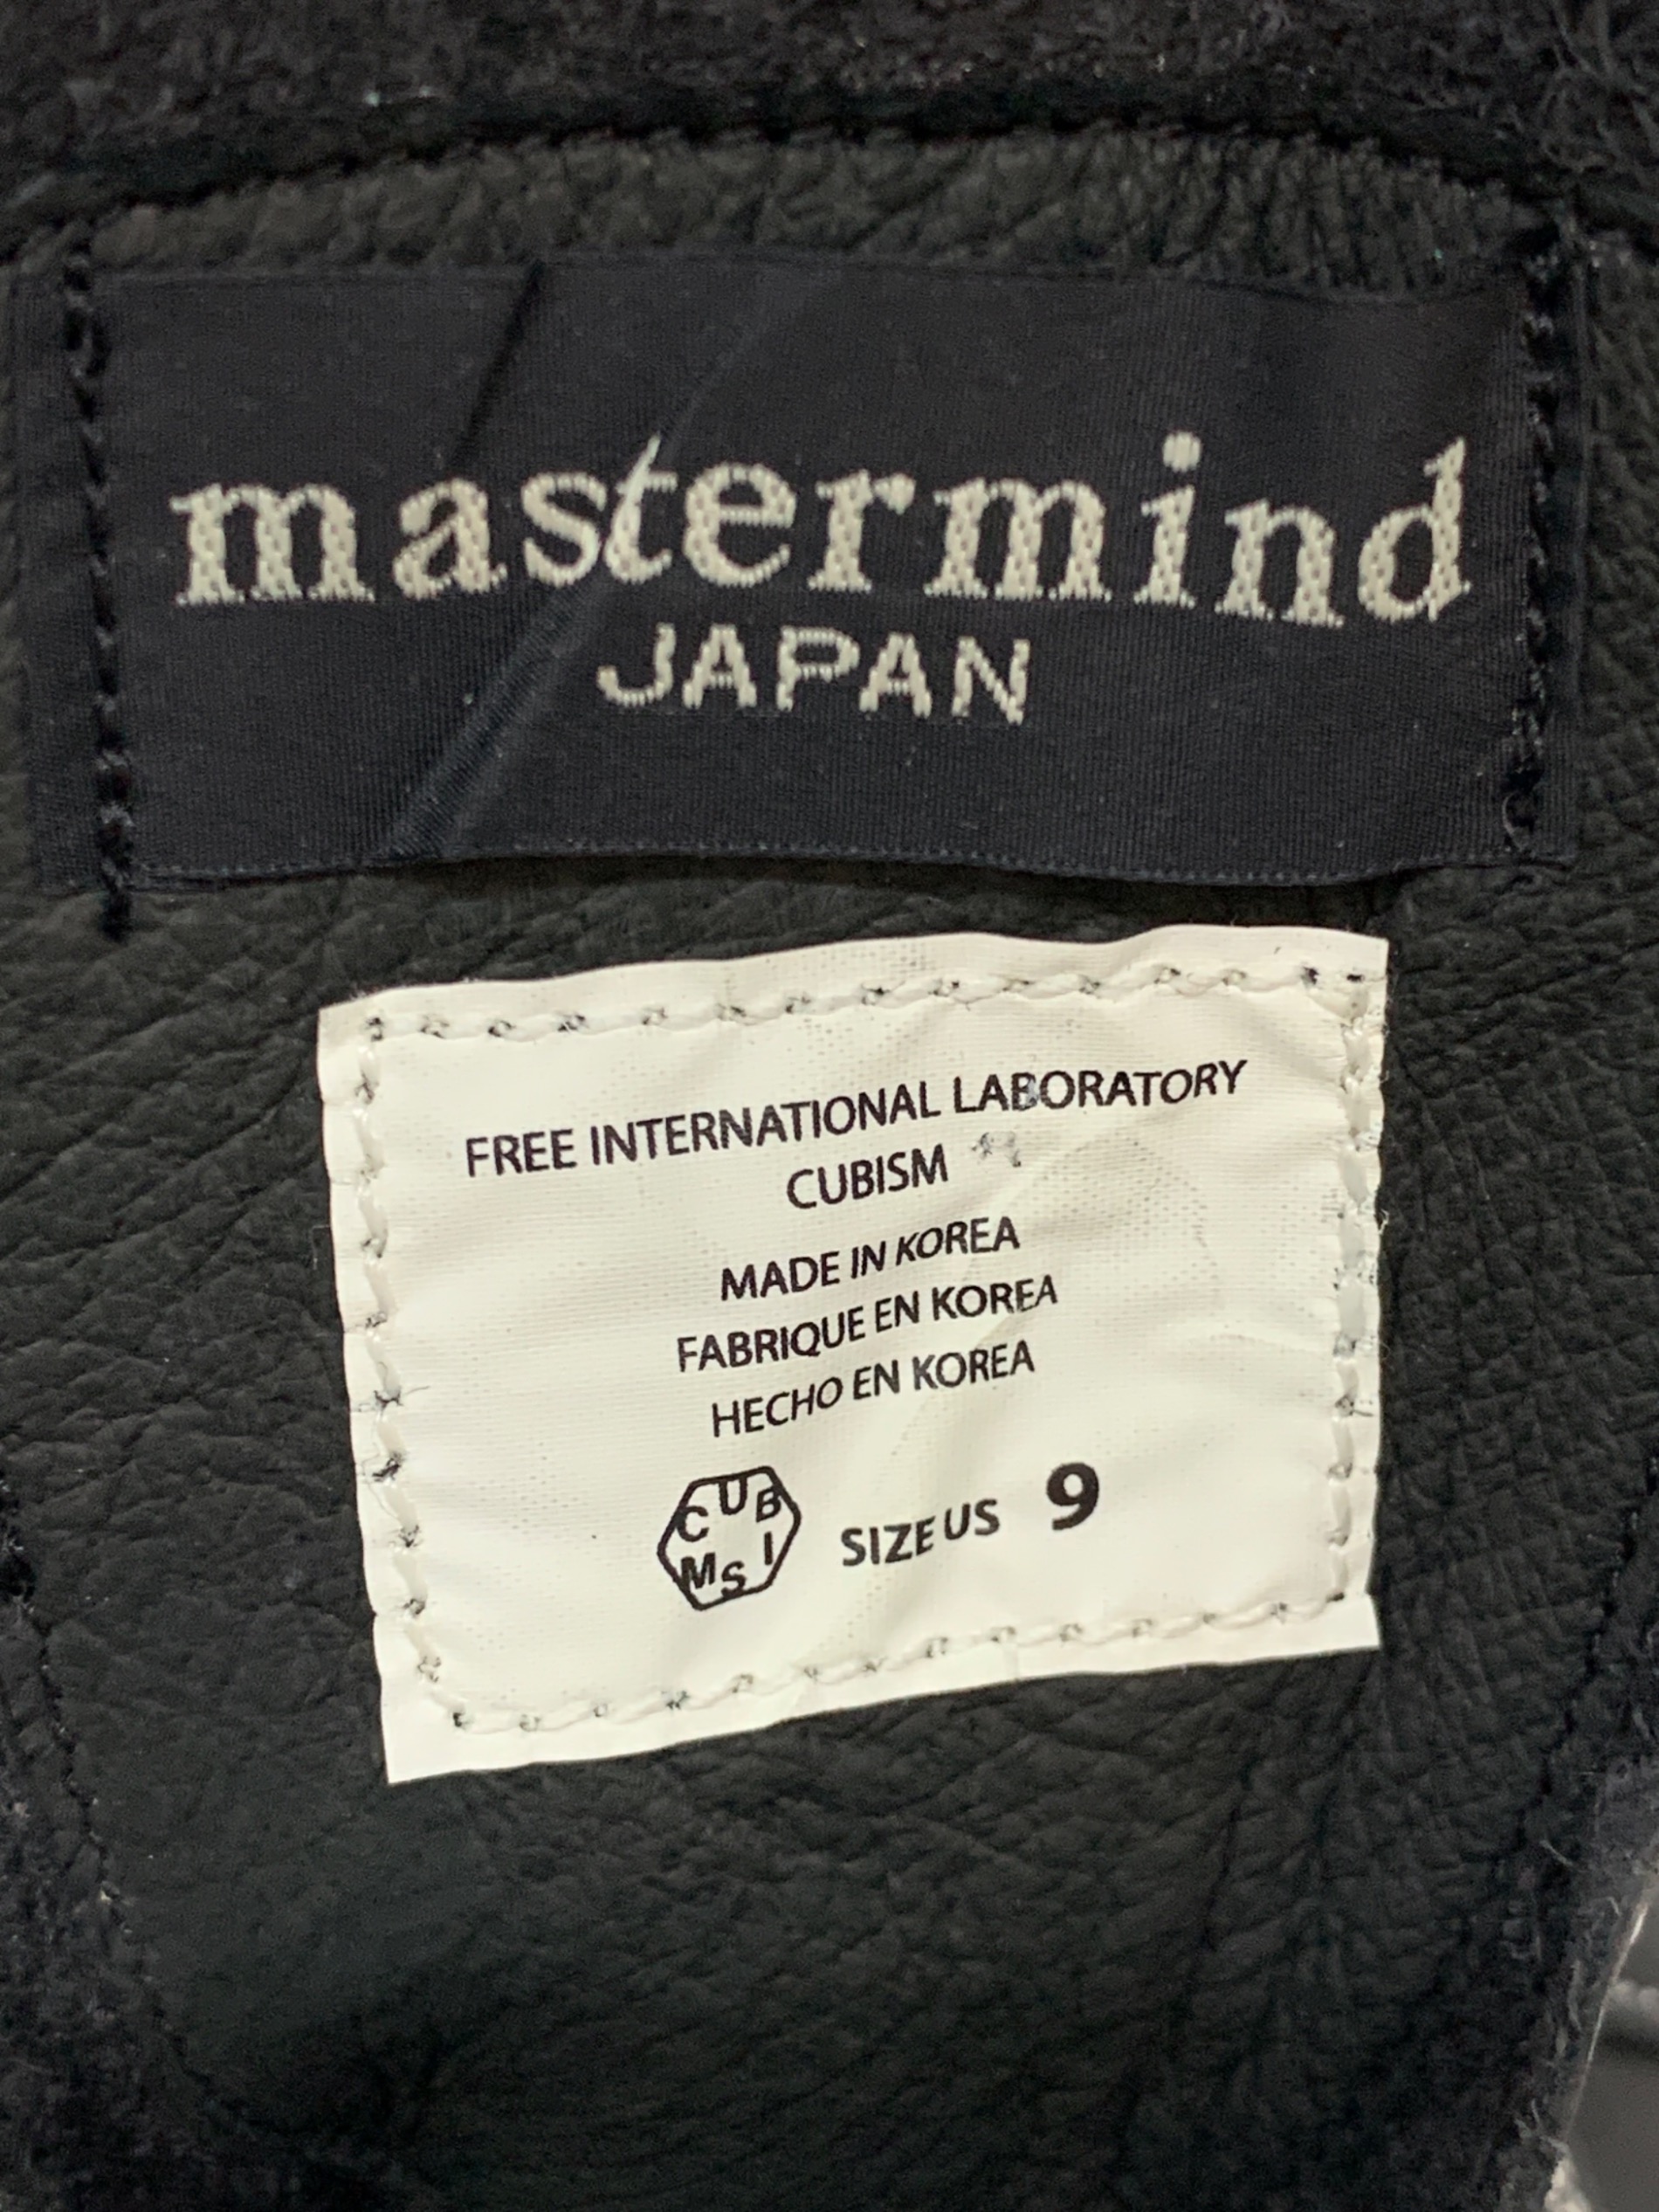 mastermind
JAPAN
FREE INTERNATIONAL LABORATORY
CUBISM
MADE IN KOREA
FABRIQUE EN KOREA
HECHO EN KOREA
CUBISM
SIZE US 9